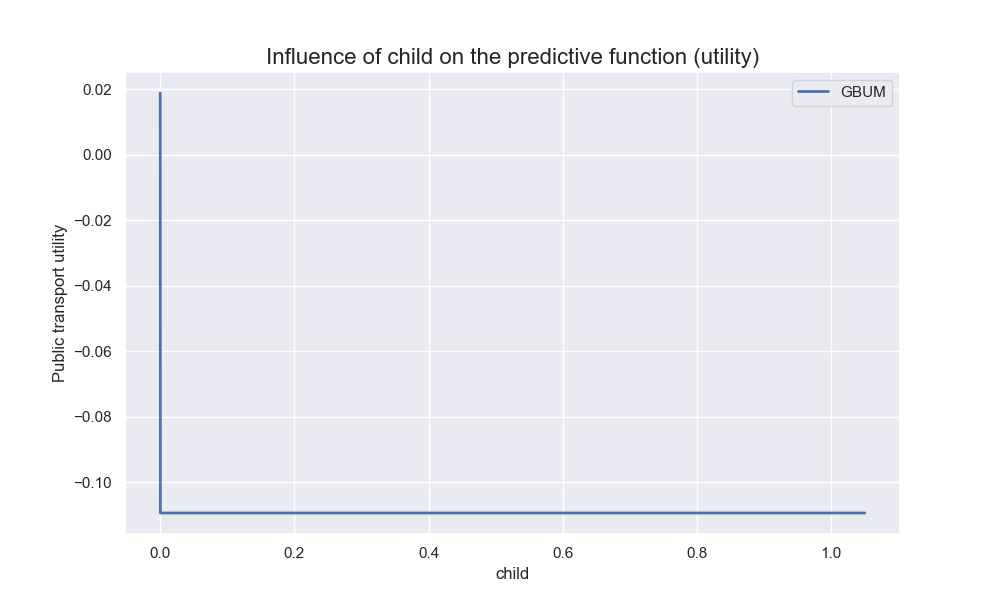 Influence of child on the predictive function (utility)
GBUM
Public transport utility
0.02
0.00
−0.02
−0.04
−0.06
−0.08
−0.10
0.0 0.2 0.4 0.6 0.8 1.0
child